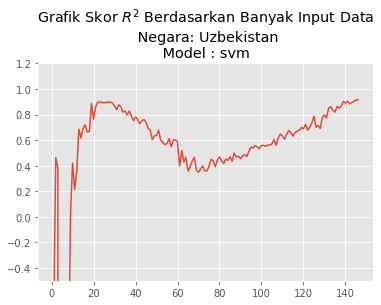 Grafik Skor R² Berdasarkan Banyak Input Data
Negara: Uzbekistan
Model : svm
1.2
1.0
0.8
0.6
0.4
0.2
0.0
−0.2
−0.4
0 20 40 60 80 100 120 140